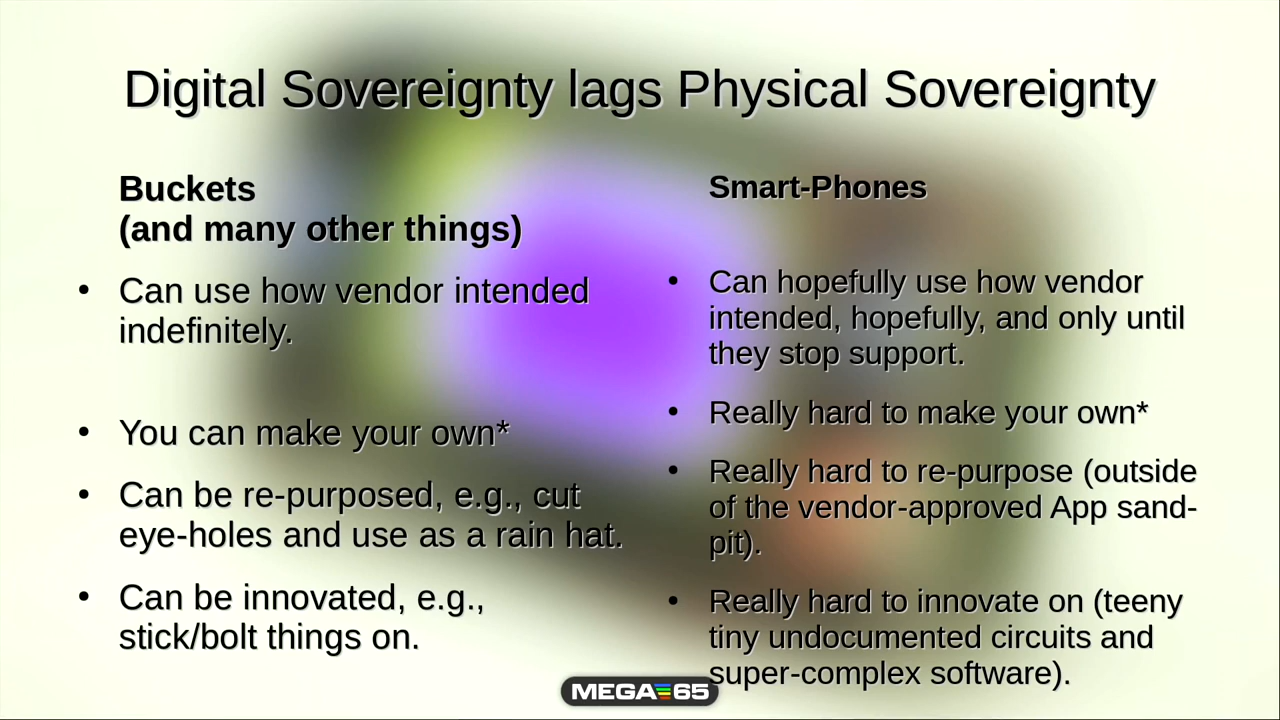 Digital Sovereignty lags Physical Sovereignty
Buckets
(and many other things)
• Can use how vendor intended
indefinitely.
• You can make your own*
• Can be re-purposed, e.g., cut
eye-holes and use as a rain hat.
• Can be innovated, e.g.,
stick/bolt things on.
Smart-Phones
• Can hopefully use how vendor
intended, hopefully, and only until
they stop support.
• Really hard to make your own*
• Really hard to re-purpose (outside
of the vendor-approved App sand-
pit).
• Really hard to innovate on (teeny
tiny undocumented circuits and
super-complex software).
MEGA65